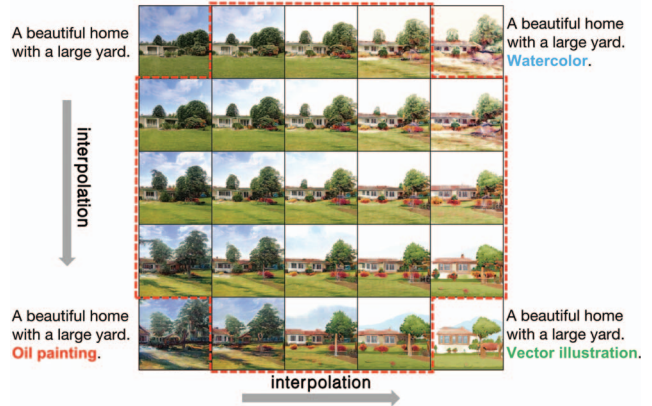 A beautiful home
with a large yard.
A beautiful home
with a large yard.
Watercolor.
interpolation
A beautiful home
with a large yard.
Oil painting.
A beautiful home
with a large yard.
Vector illustration.
interpolation